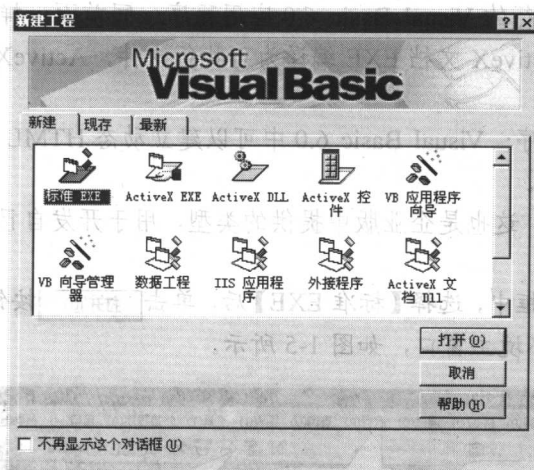 新建工程
Microsoft
Visual Basic
新建 现存 最新
标准 EXE
ActiveX EXE
ActiveX DLL
ActiveX 控
件
VB 应用程序
向导
VB 向导管理
器
数据工程
IIS 应用程
序
外接程序
ActiveX 文
档 Dll
打开(O)
取消
帮助(H)
不再显示这个对话框(U)